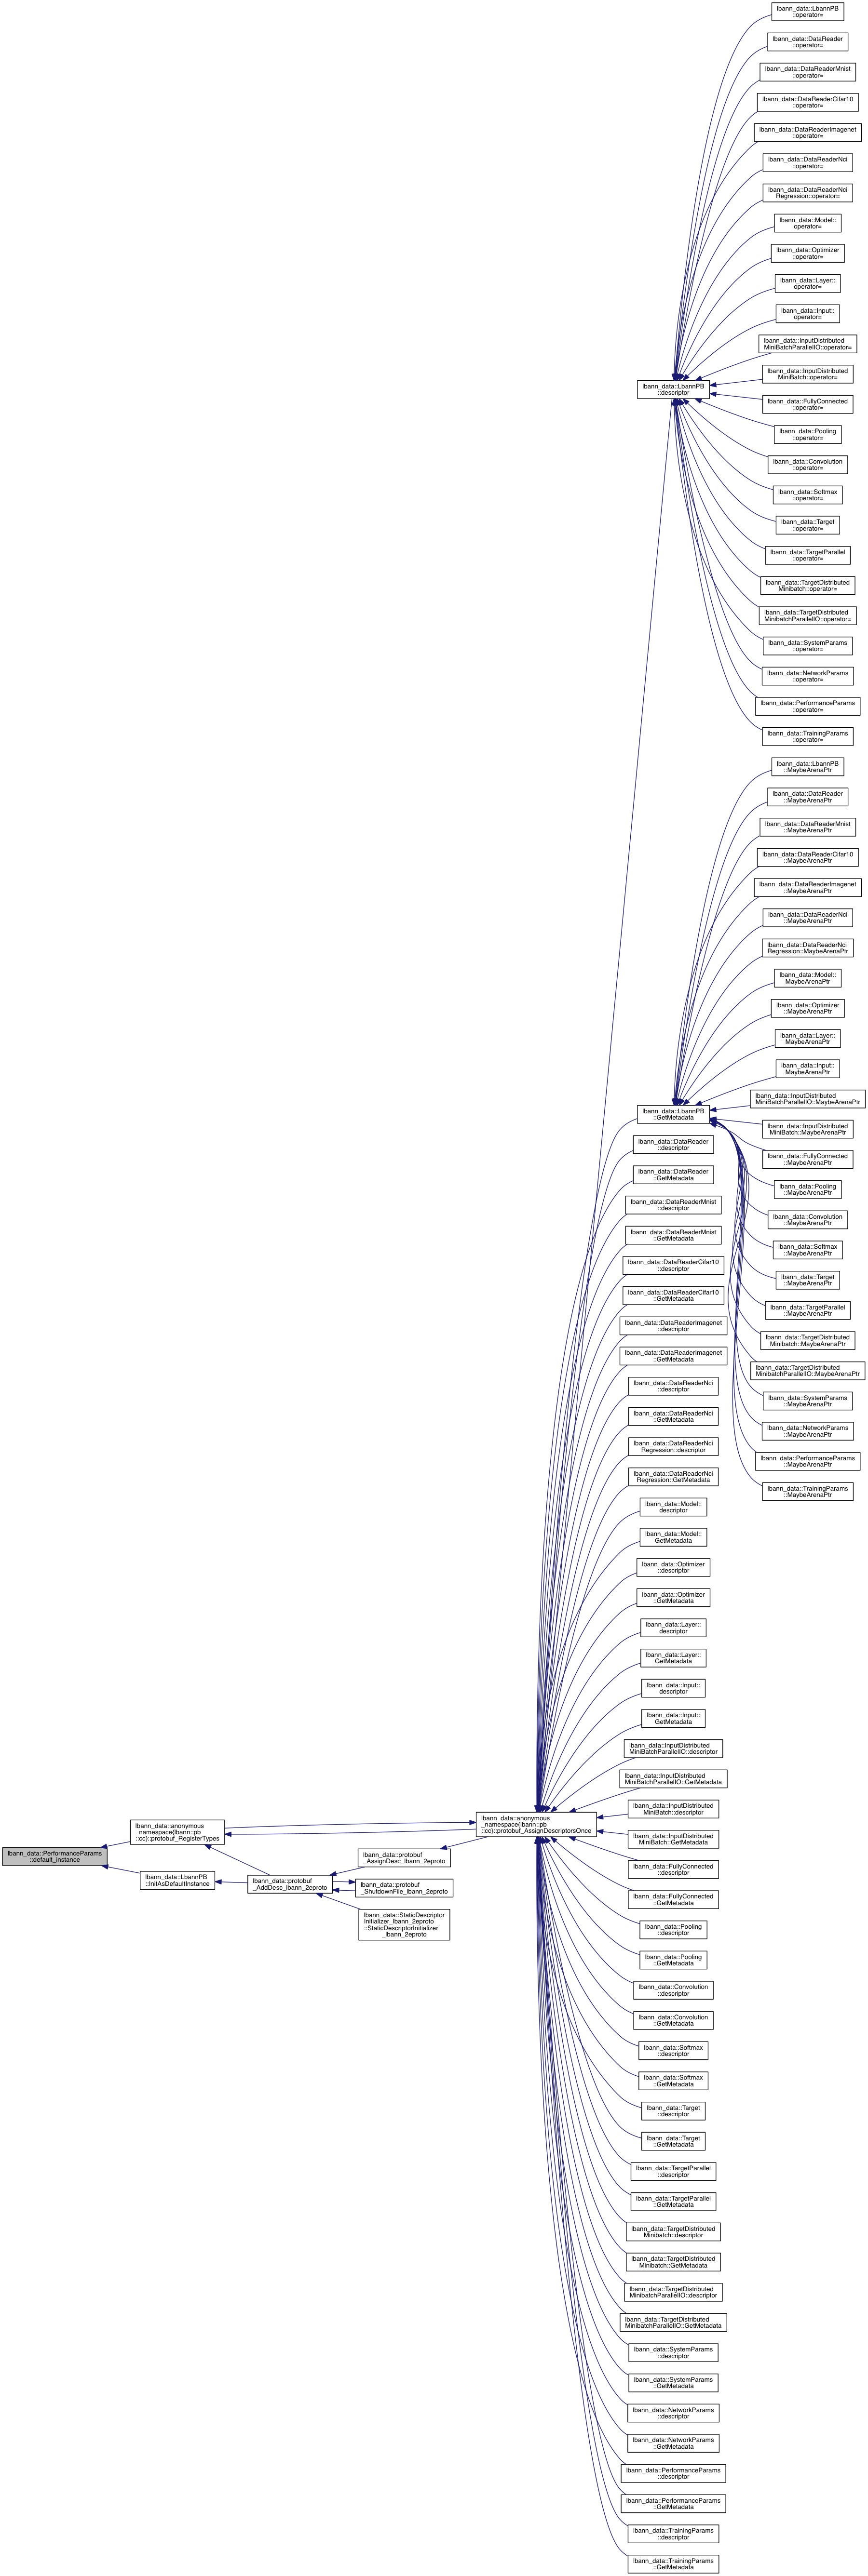 lbann_data::LbannPB
::operator=
lbann_data::DataReader
::operator=
lbann_data::DataReaderMnist
::operator=
lbann_data::DataReaderCifar10
::operator=
lbann_data::DataReaderImagenet
::operator=
lbann_data::DataReaderNci
::operator=
lbann_data::DataReaderNci
Regression::operator=
lbann_data::Model::
operator=
lbann_data::Optimizer
::operator=
lbann_data::Layer::
operator=
lbann_data::Input::
operator=
lbann_data::InputDistributed
MiniBatchParallelIO::operator=
lbann_data::InputDistributed
MiniBatch::operator=
lbann_data::LbannPB
::descriptor
lbann_data::FullyConnected
::operator=
lbann_data::Pooling
::operator=
lbann_data::Convolution
::operator=
lbann_data::Softmax
::operator=
lbann_data::Target
::operator=
lbann_data::TargetParallel
::operator=
lbann_data::TargetDistributed
Minibatch::operator=
lbann_data::TargetDistributed
MinibatchParallelIO::operator=
lbann_data::SystemParams
::operator=
lbann_data::NetworkParams
::operator=
lbann_data::PerformanceParams
::operator=
lbann_data::TrainingParams
::operator=
lbann_data::LbannPB
::MaybeArenaPtr
lbann_data::DataReader
::MaybeArenaPtr
lbann_data::DataReaderMnist
::MaybeArenaPtr
lbann_data::DataReaderCifar10
::MaybeArenaPtr
lbann_data::DataReaderImagenet
::MaybeArenaPtr
lbann_data::DataReaderNci
::MaybeArenaPtr
lbann_data::DataReaderNci
Regression::MaybeArenaPtr
lbann_data::Model::
MaybeArenaPtr
lbann_data::Optimizer
::MaybeArenaPtr
lbann_data::Layer::
MaybeArenaPtr
lbann_data::Input::
MaybeArenaPtr
lbann_data::InputDistributed
MiniBatchParallelIO::MaybeArenaPtr
lbann_data::LbannPB
::GetMetadata
lbann_data::InputDistributed
MiniBatch::MaybeArenaPtr
lbann_data::FullyConnected
::MaybeArenaPtr
lbann_data::Pooling
::MaybeArenaPtr
lbann_data::Convolution
::MaybeArenaPtr
lbann_data::Softmax
::MaybeArenaPtr
lbann_data::Target
::MaybeArenaPtr
lbann_data::TargetParallel
::MaybeArenaPtr
lbann_data::TargetDistributed
Minibatch::MaybeArenaPtr
lbann_data::TargetDistributed
MinibatchParallelIO::MaybeArenaPtr
lbann_data::SystemParams
::MaybeArenaPtr
lbann_data::NetworkParams
::MaybeArenaPtr
lbann_data::PerformanceParams
::MaybeArenaPtr
lbann_data::TrainingParams
::MaybeArenaPtr
lbann_data::DataReader
::descriptor
lbann_data::DataReader
::GetMetadata
lbann_data::DataReaderMnist
::descriptor
lbann_data::DataReaderMnist
::GetMetadata
lbann_data::DataReaderCifar10
::descriptor
lbann_data::DataReaderCifar10
::GetMetadata
lbann_data::DataReaderImagenet
::descriptor
lbann_data::DataReaderImagenet
::GetMetadata
lbann_data::DataReaderNci
::descriptor
lbann_data::DataReaderNci
::GetMetadata
lbann_data::DataReaderNci
Regression::descriptor
lbann_data::DataReaderNci
Regression::GetMetadata
lbann_data::Model::
descriptor
lbann_data::Model::
GetMetadata
lbann_data::Optimizer
::descriptor
lbann_data::Optimizer
::GetMetadata
lbann_data::Layer::
descriptor
lbann_data::Layer::
GetMetadata
lbann_data::Input::
descriptor
lbann_data::Input::
GetMetadata
lbann_data::InputDistributed
MiniBatchParallelIO::descriptor
lbann_data::InputDistributed
MiniBatchParallelIO::GetMetadata
lbann_data::InputDistributed
MiniBatch::descriptor
lbann_data::anonymous
_namespace{lbann::pb
::cc}::protobuf_AssignDescriptorsOnce
lbann_data::anonymous
_namespace{lbann::pb
::cc}::protobuf_RegisterTypes
lbann_data::PerformanceParams
::default_instance
lbann_data::LbannPB
::InitAsDefaultInstance
lbann_data::protobuf
_AddDesc_lbann_2eproto
lbann_data::protobuf
_AssignDesc_lbann_2eproto
lbann_data::protobuf
_ShutdownFile_lbann_2eproto
lbann_data::StaticDescriptor
Initializer_lbann_2eproto
::StaticDescriptorInitializer
_lbann_2eproto
lbann_data::InputDistributed
MiniBatch::GetMetadata
lbann_data::FullyConnected
::descriptor
lbann_data::FullyConnected
::GetMetadata
lbann_data::Pooling
::descriptor
lbann_data::Pooling
::GetMetadata
lbann_data::Convolution
::descriptor
lbann_data::Convolution
::GetMetadata
lbann_data::Softmax
::descriptor
lbann_data::Softmax
::GetMetadata
lbann_data::Target
::descriptor
lbann_data::Target
::GetMetadata
lbann_data::TargetParallel
::descriptor
lbann_data::TargetParallel
::GetMetadata
lbann_data::TargetDistributed
Minibatch::descriptor
lbann_data::TargetDistributed
Minibatch::GetMetadata
lbann_data::TargetDistributed
MinibatchParallelIO::descriptor
lbann_data::TargetDistributed
MinibatchParallelIO::GetMetadata
lbann_data::SystemParams
::descriptor
lbann_data::SystemParams
::GetMetadata
lbann_data::NetworkParams
::descriptor
lbann_data::NetworkParams
::GetMetadata
lbann_data::PerformanceParams
::descriptor
lbann_data::PerformanceParams
::GetMetadata
lbann_data::TrainingParams
::descriptor
lbann_data::TrainingParams
::GetMetadata